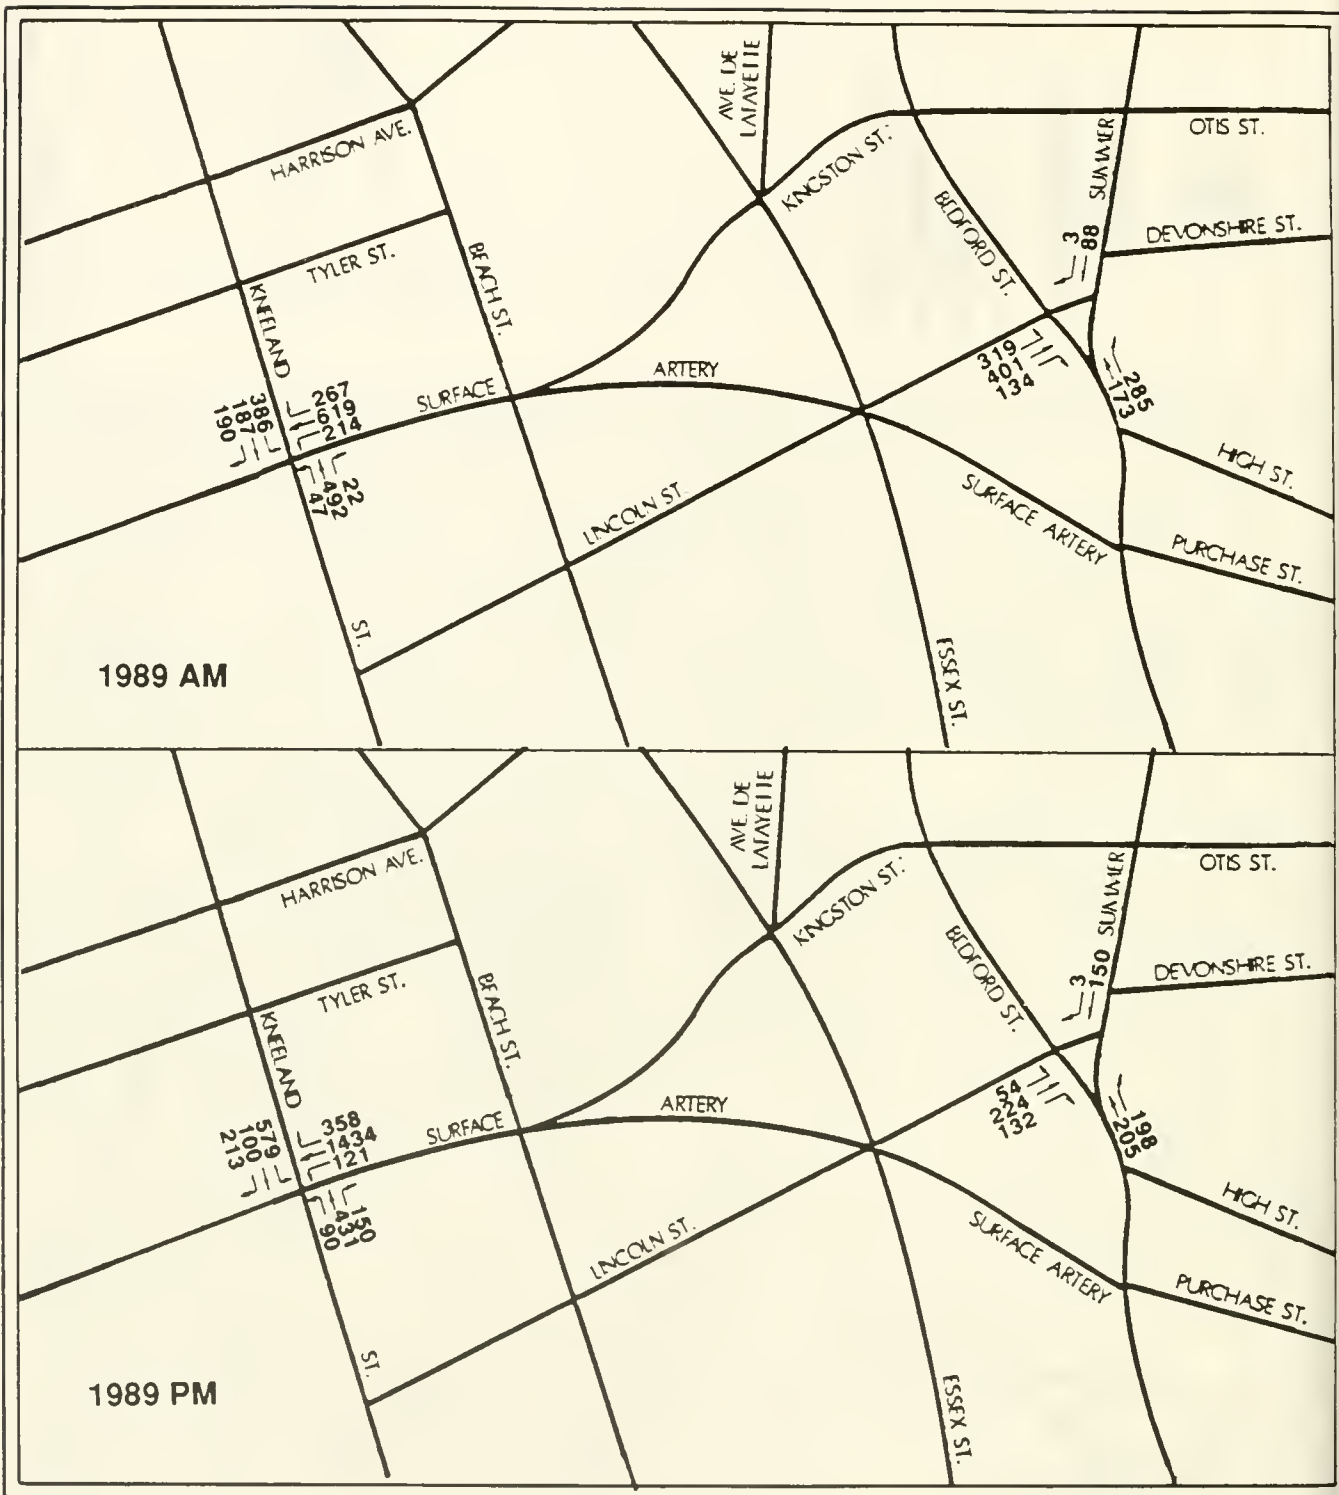 AVE. DE
LAFAYETTE
HARRISON AVE.
KINGSTON ST.
SUMMER
OTIS ST.
TYLER ST.
BEACH ST.
BEDFORD ST.
3
88
DEVONSHIRE ST.
KNEELAND
SURFACE
ARTERY
319
401
134
285
173
386
187
190
267
619
214
22
492
47
LINCOLN ST.
SURFACE ARTERY
HIGH ST.
PURCHASE ST.
ST.
ESSEX ST.
1989 AM
AVE. DE
LAFAYETTE
HARRISON AVE.
KINGSTON ST.
SUMMER
OTIS ST.
TYLER ST.
BEACH ST.
BEDFORD ST.
3
150
DEVONSHIRE ST.
KNEELAND
SURFACE
ARTERY
54
224
132
198
205
579
100
213
358
1434
121
150
431
90
LINCOLN ST.
SURFACE ARTERY
HIGH ST.
PURCHASE ST.
ST.
ESSEX ST.
1989 PM